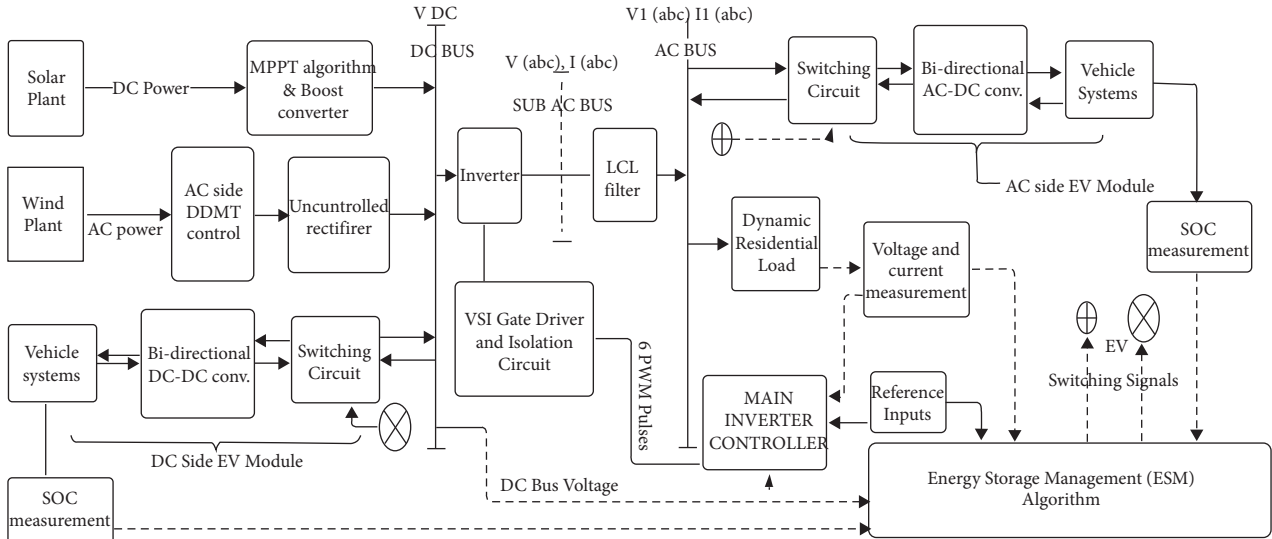 V DC
DC BUS
V1 (abc) I1 (abc)
AC BUS
V (abc), I (abc)
SUB AC BUS
Solar
Plant
DC Power
MPPT algorithm
& Boost
converter
Switching
Circuit
Bi-directional
AC-DC conv.
Vehicle
Systems
AC side EV Module
Wind
Plant
AC power
AC side
DDMT
control
Uncuntrolled
rectifirer
Inverter
LCL
filter
Dynamic
Residential
Load
Voltage and
current
measurement
SOC
measurement
Vehicle
systems
Bi-directional
DC-DC conv.
Switching
Circuit
DC Side EV Module
VSI Gate Driver
and Isolation
Circuit
6 PWM Pulses
MAIN
INVERTER
CONTROLLER
Reference
Inputs
EV
Switching Signals
SOC
measurement
DC Bus Voltage
Energy Storage Management (ESM)
Algorithm